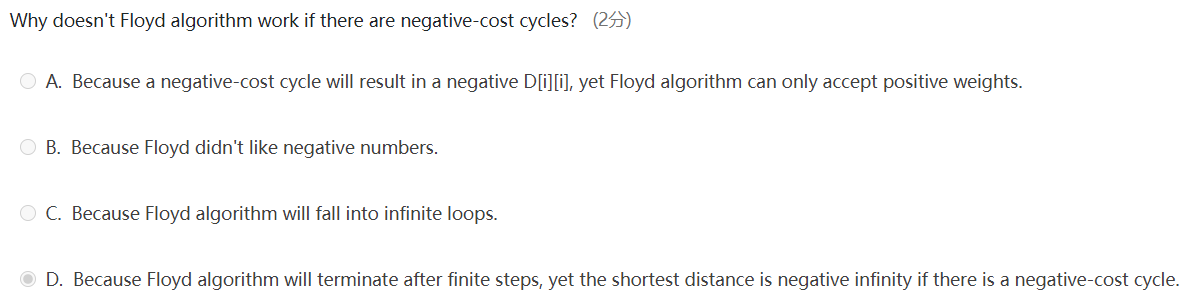 Why doesn't Floyd algorithm work if there are negative-cost cycles? (2分)
A. Because a negative-cost cycle will result in a negative D[i][i], yet Floyd algorithm can only accept positive weights.
B. Because Floyd didn't like negative numbers.
C. Because Floyd algorithm will fall into infinite loops.
D. Because Floyd algorithm will terminate after finite steps, yet the shortest distance is negative infinity if there is a negative-cost cycle.